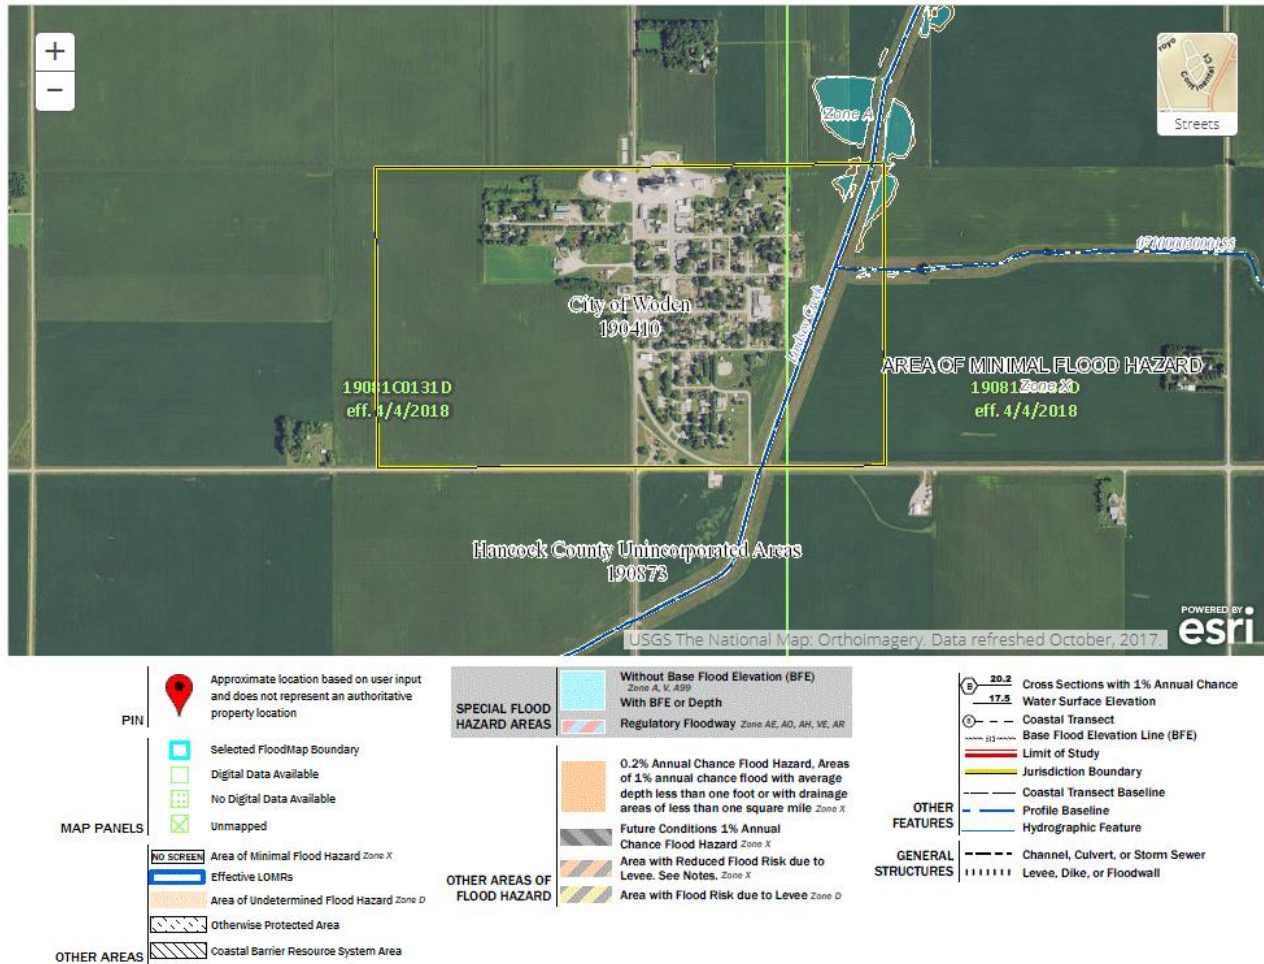 +
−
Zone A
royo
Continental Ct
Streets
City of Woden
190410
Creek
AREA OF MINIMAL FLOOD HAZARD
Zone X
19081C0131D
eff. 4/4/2018
eff. 4/4/2018
Hancock County Unincorporated Areas
190873
USGS The National Map: Orthoimagery. Data refreshed October, 2017.
POWERED BY
esri
PIN
Approximate location based on user input
and does not represent an authoritative
property location
MAP PANELS
Selected FloodMap Boundary
Digital Data Available
No Digital Data Available
Unmapped
OTHER AREAS
NO SCREEN Area of Minimal Flood Hazard Zone X
Effective LOMRs
Area of Undetermined Flood Hazard Zone D
Otherwise Protected Area
Coastal Barrier Resource System Area
SPECIAL FLOOD
HAZARD AREAS
Without Base Flood Elevation (BFE)
Zone A, V, A99
With BFE or Depth
Regulatory Floodway Zone AE, AO, AH, VE, AR
OTHER AREAS OF
FLOOD HAZARD
0.2% Annual Chance Flood Hazard, Areas
of 1% annual chance flood with average
depth less than one foot or with drainage
areas of less than one square mile Zone X
Future Conditions 1% Annual
Chance Flood Hazard Zone X
Area with Reduced Flood Risk due to
Levee. See Notes. Zone X
Area with Flood Risk due to Levee Zone D
OTHER
FEATURES
B 20.2 Cross Sections with 1% Annual Chance
17.5 Water Surface Elevation
8 Coastal Transect
513 Base Flood Elevation Line (BFE)
Limit of Study
Jurisdiction Boundary
Coastal Transect Baseline
Profile Baseline
Hydrographic Feature
GENERAL
STRUCTURES
Channel, Culvert, or Storm Sewer
Levee, Dike, or Floodwall